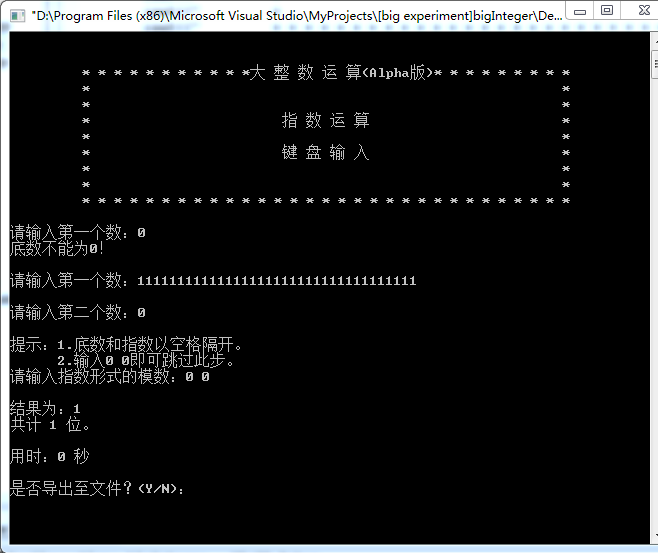 "D:\Program Files (x86)\Microsoft Visual Studio\MyProjects\[big experiment]bigInteger\De...
* * * * * * * * * * *大 整 数 运 算(Alpha版)* * * * * * * * *
* *
* 指 数 运 算 *
* 键 盘 输 入 *
* *
* * * * * * * * * * * * * * * * * * * * * * * * * * * * * * *
请输入第一个数：0
底数不能为0！
请输入第一个数：11111111111111111111111111111111111
请输入第二个数：0
提示：1.底数和指数以空格隔开。
2.输入0 0即可跳过此步。
请输入指数形式的模数：0 0
结果为：1
共计 1 位。
用时：0 秒
是否导出至文件？(Y/N)：